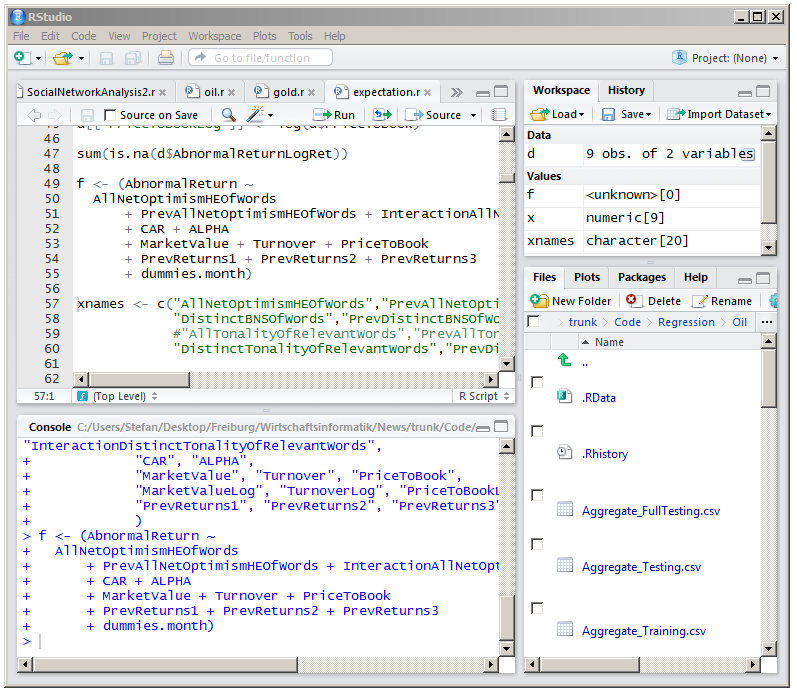 RStudio
File Edit Code View Project Workspace Plots Tools Help
Go to file/function
Project: (None)
SocialNetworkAnalysis2.r
oil.r
gold.r
expectation.r
Source on Save
Run
Source
46
47 sum(is.na(d$AbnormalReturnLogRet))
48
49 f <- (AbnormalReturn ~
50 AllNetOptimismHEOfWords
51 + PrevAllNetOptimismHEOfWords + InteractionAllN
52 + CAR + ALPHA
53 + MarketValue + Turnover + PriceToBook
54 + PrevReturns1 + PrevReturns2 + PrevReturns3
55 + dummies.month)
56
57 xnames <- c("AllNetOptimismHEOfWords","PrevAllNetOpti
58 "DistinctBNSOfWords","PrevDistinctBNSOfWo
59 #"AllTonalityOfRelevantWords","PrevAllTon
60 "DistinctTonalityOfRelevantWords","PrevDi
61
62
57:1
(Top Level)
R Script
Console C:/Users/Stefan/Desktop/Freiburg/Wirtschaftsinformatik/News/trunk/Code/
"InteractionDistinctTonalityOfRelevantWords",
+ "CAR", "ALPHA",
+ "MarketValue", "Turnover", "PriceToBook",
+ "MarketValueLog", "TurnoverLog", "PriceToBookL
+ "PrevReturns1", "PrevReturns2", "PrevReturns3"
+ )
> f <- (AbnormalReturn ~
+ AllNetOptimismHEOfWords
+ + PrevAllNetOptimismHEOfWords + InteractionAllNetOpt
+ + CAR + ALPHA
+ + MarketValue + Turnover + PriceToBook
+ + PrevReturns1 + PrevReturns2 + PrevReturns3
+ + dummies.month)
>
Workspace History
Load Save Import Dataset
Data
d 9 obs. of 2 variables
Values
f <unknown>[0]
x numeric[9]
xnames character[20]
Files Plots Packages Help
New Folder Delete Rename
trunk Code Regression Oil ...
Name
..
.RData
.Rhistory
Aggregate_FullTesting.csv
Aggregate_Testing.csv
Aggregate_Training.csv